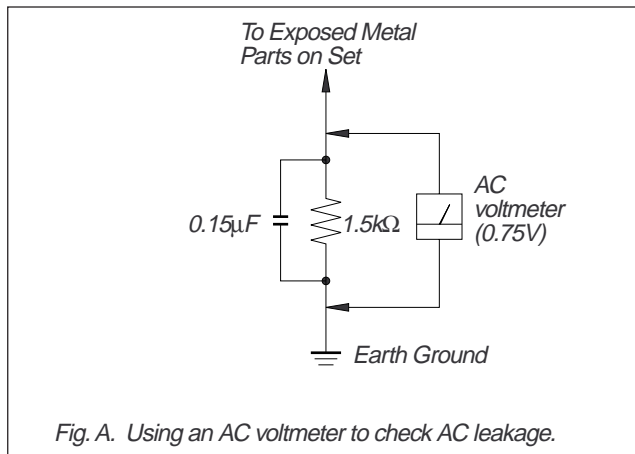 To Exposed Metal
Parts on Set
0.15μF
1.5kΩ
AC
voltmeter
(0.75V)
Earth Ground
Fig. A. Using an AC voltmeter to check AC leakage.